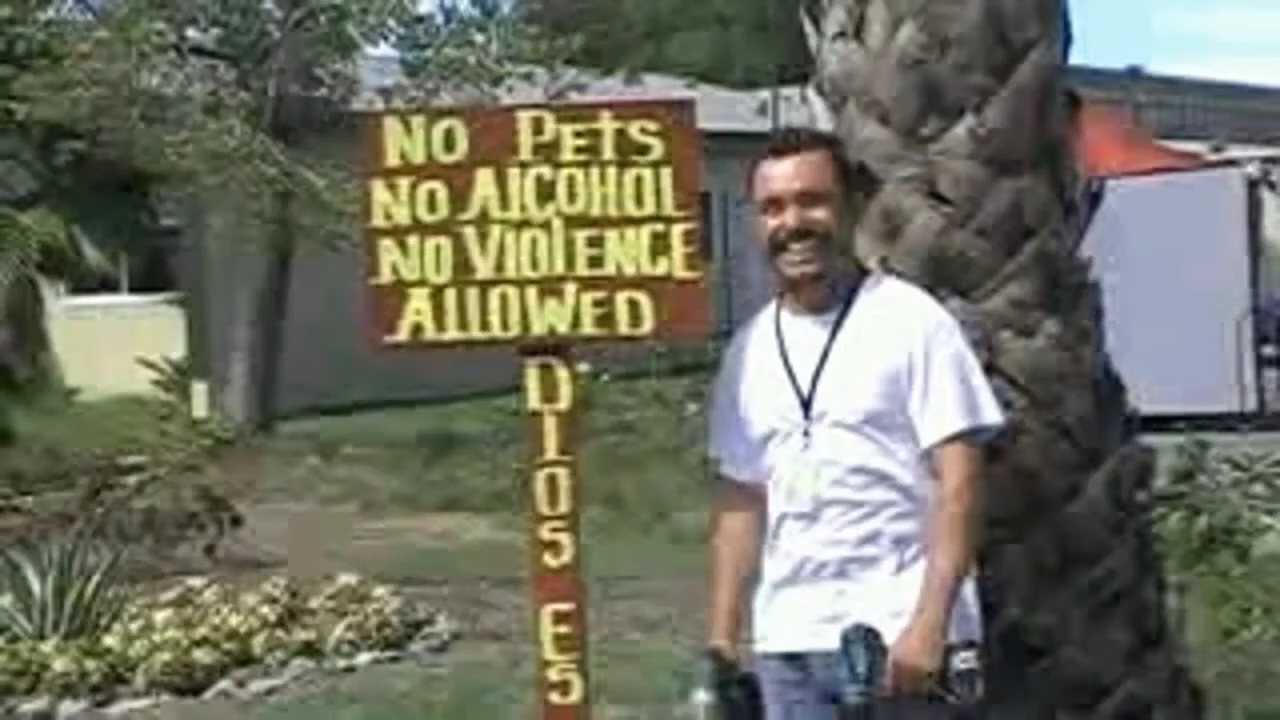 No Pets
No AlCOHOl
NO VIOlENCE
AllOWED
DIOS
ES